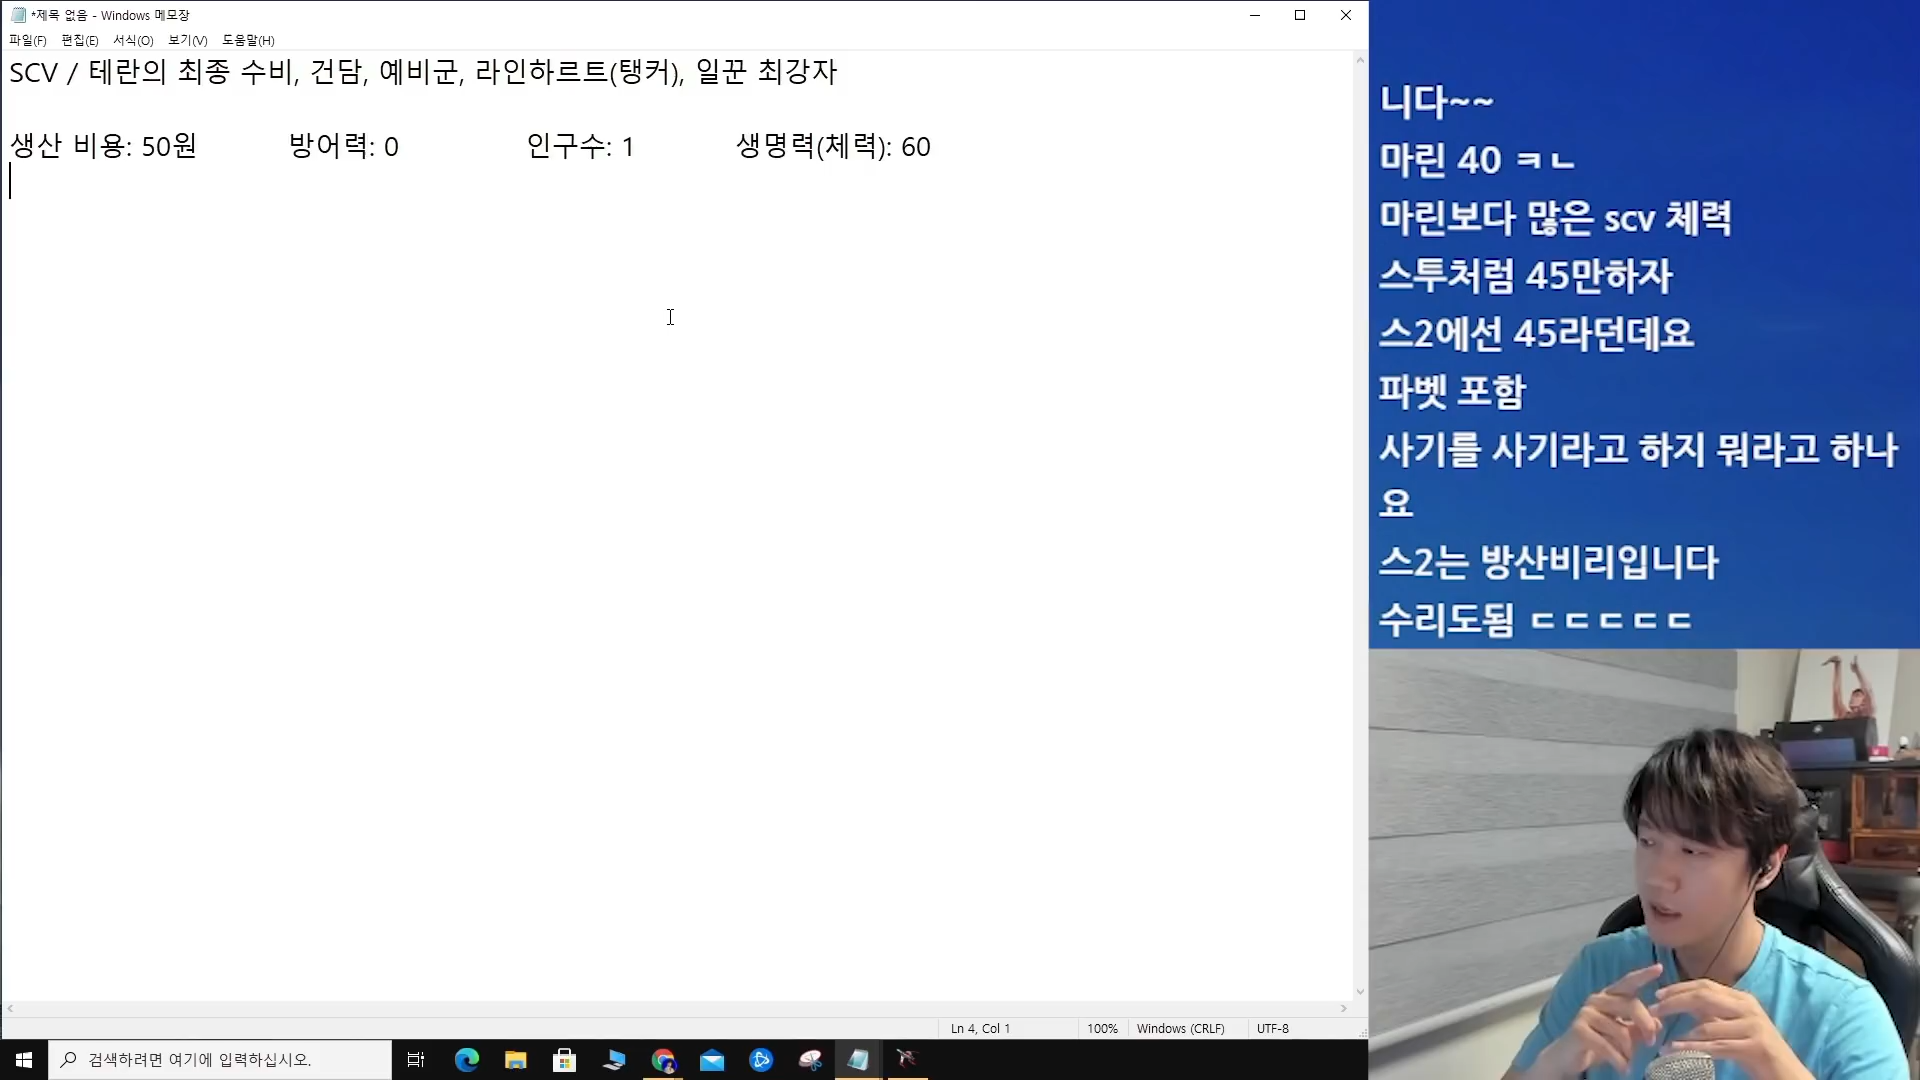 *제목 없음 - Windows 메모장
파일(F) 편집(E) 서식(O) 보기(V) 도움말(H)
SCV / 테란의 최종 수비, 건담, 예비군, 라인하르트(탱커), 일꾼 최강자
생산 비용: 50원 방어력: 0 인구수: 1 생명력(체력): 60
Ln 4, Col 1 100% Windows (CRLF) UTF-8
검색하려면 여기에 입력하십시오.
니다~~
마린 40 ㅋㄴ
마린보다 많은 scv 체력
스투처럼 45만하자
스2에선 45라던데요
파벳 포함
사기를 사기라고 하지 뭐라고 하나
요
스2는 방산비리입니다
수리도됨 ㄷㄷㄷㄷㄷ